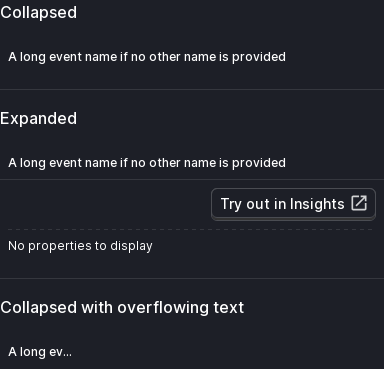 Collapsed
A long event name if no other name is provided
Expanded
A long event name if no other name is provided
Try out in Insights
No properties to display
Collapsed with overflowing text
A long ev...